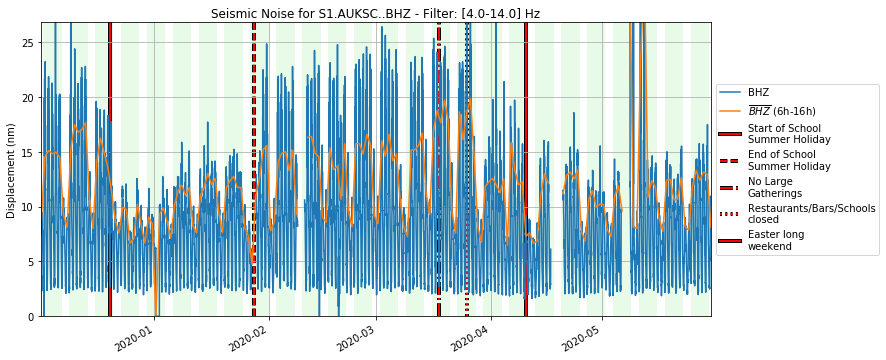 Seismic Noise for S1.AUKSC..BHZ - Filter: [4.0-14.0] Hz
Displacement (nm)
25
20
15
10
5
0
2020-01
2020-02
2020-03
2020-04
2020-05
BHZ
BHZ (6h-16h)
Start of School
Summer Holiday
End of School
Summer Holiday
No Large
Gatherings
Restaurants/Bars/Schools
closed
Easter long
weekend